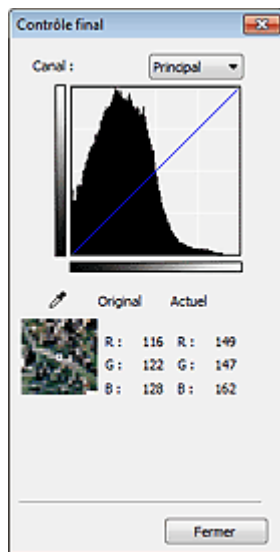 Contrôle final
Canal : Principal
Original Actuel
R : 116 R : 149
G : 122 G : 147
B : 128 B : 162
Fermer